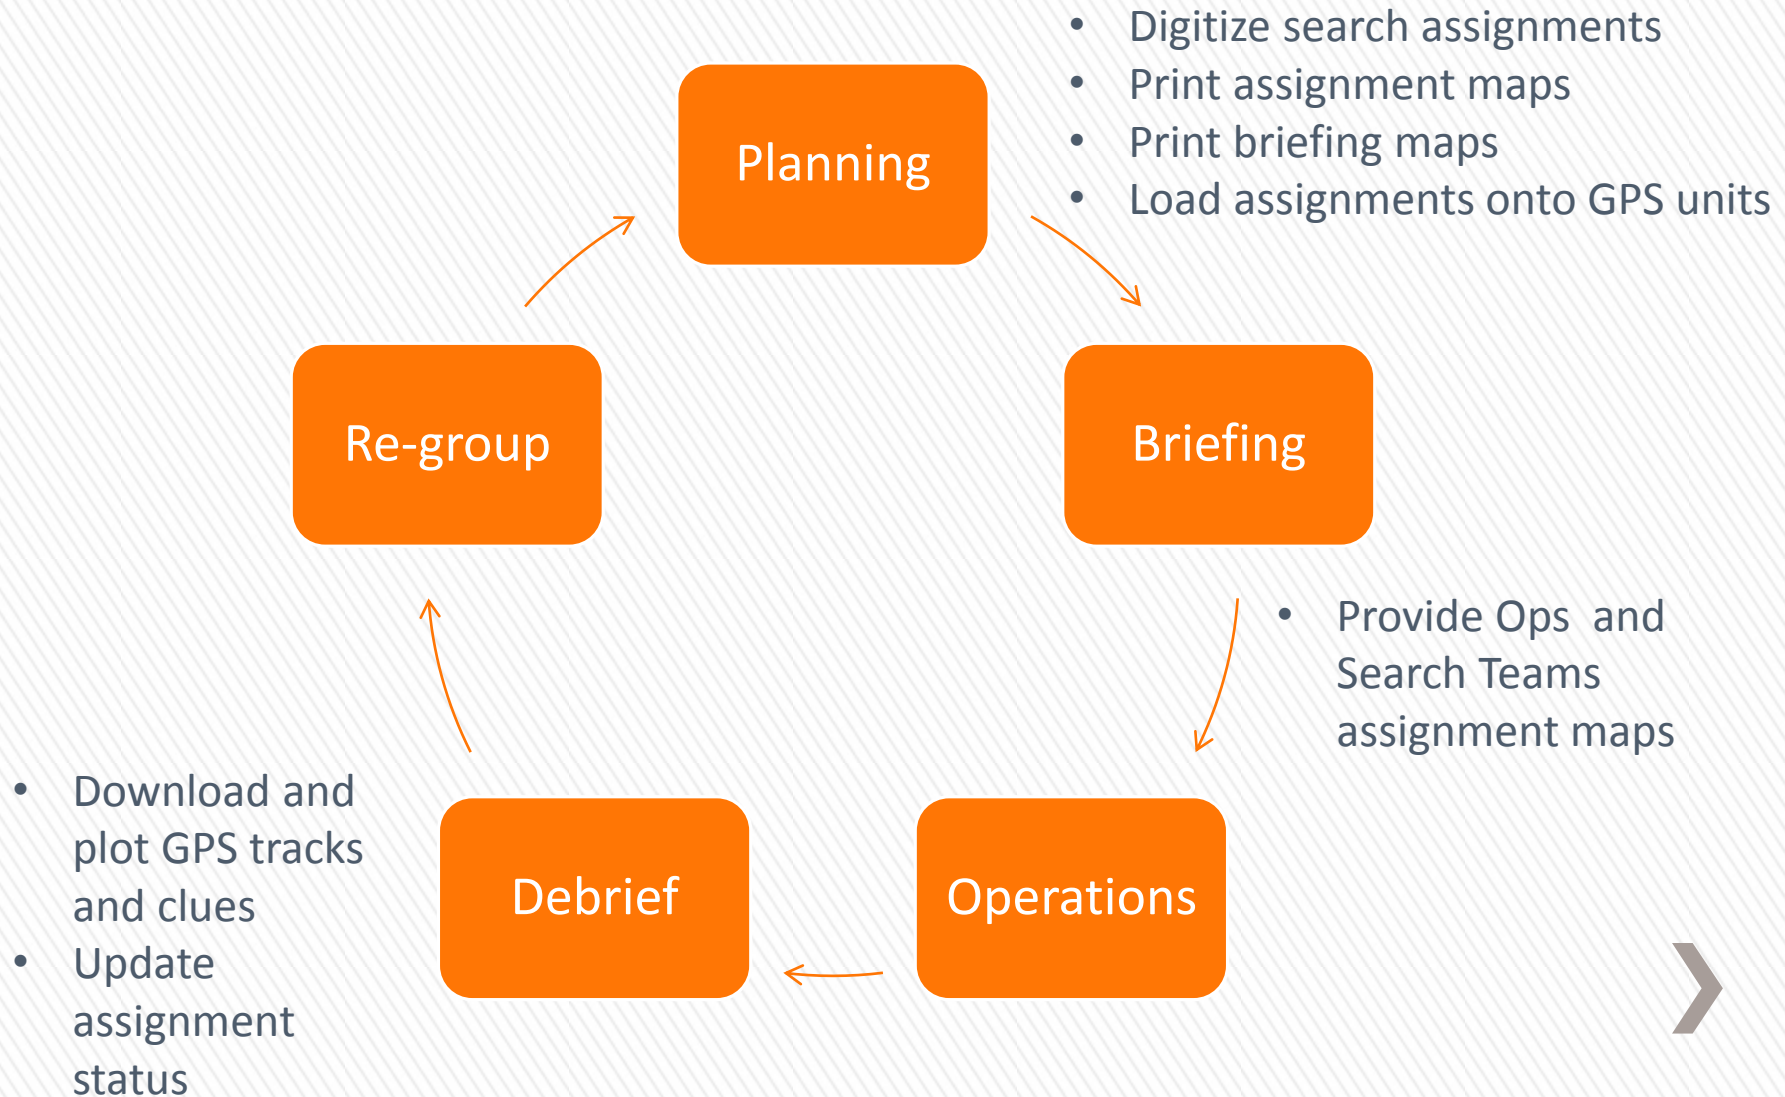 • Digitize search assignments
• Print assignment maps
• Print briefing maps
• Load assignments onto GPS units
Planning
Briefing
• Provide Ops  and
Search Teams
assignment maps
Operations
Debrief
• Download and
plot GPS tracks
and clues
• Update
assignment
status
Re-group